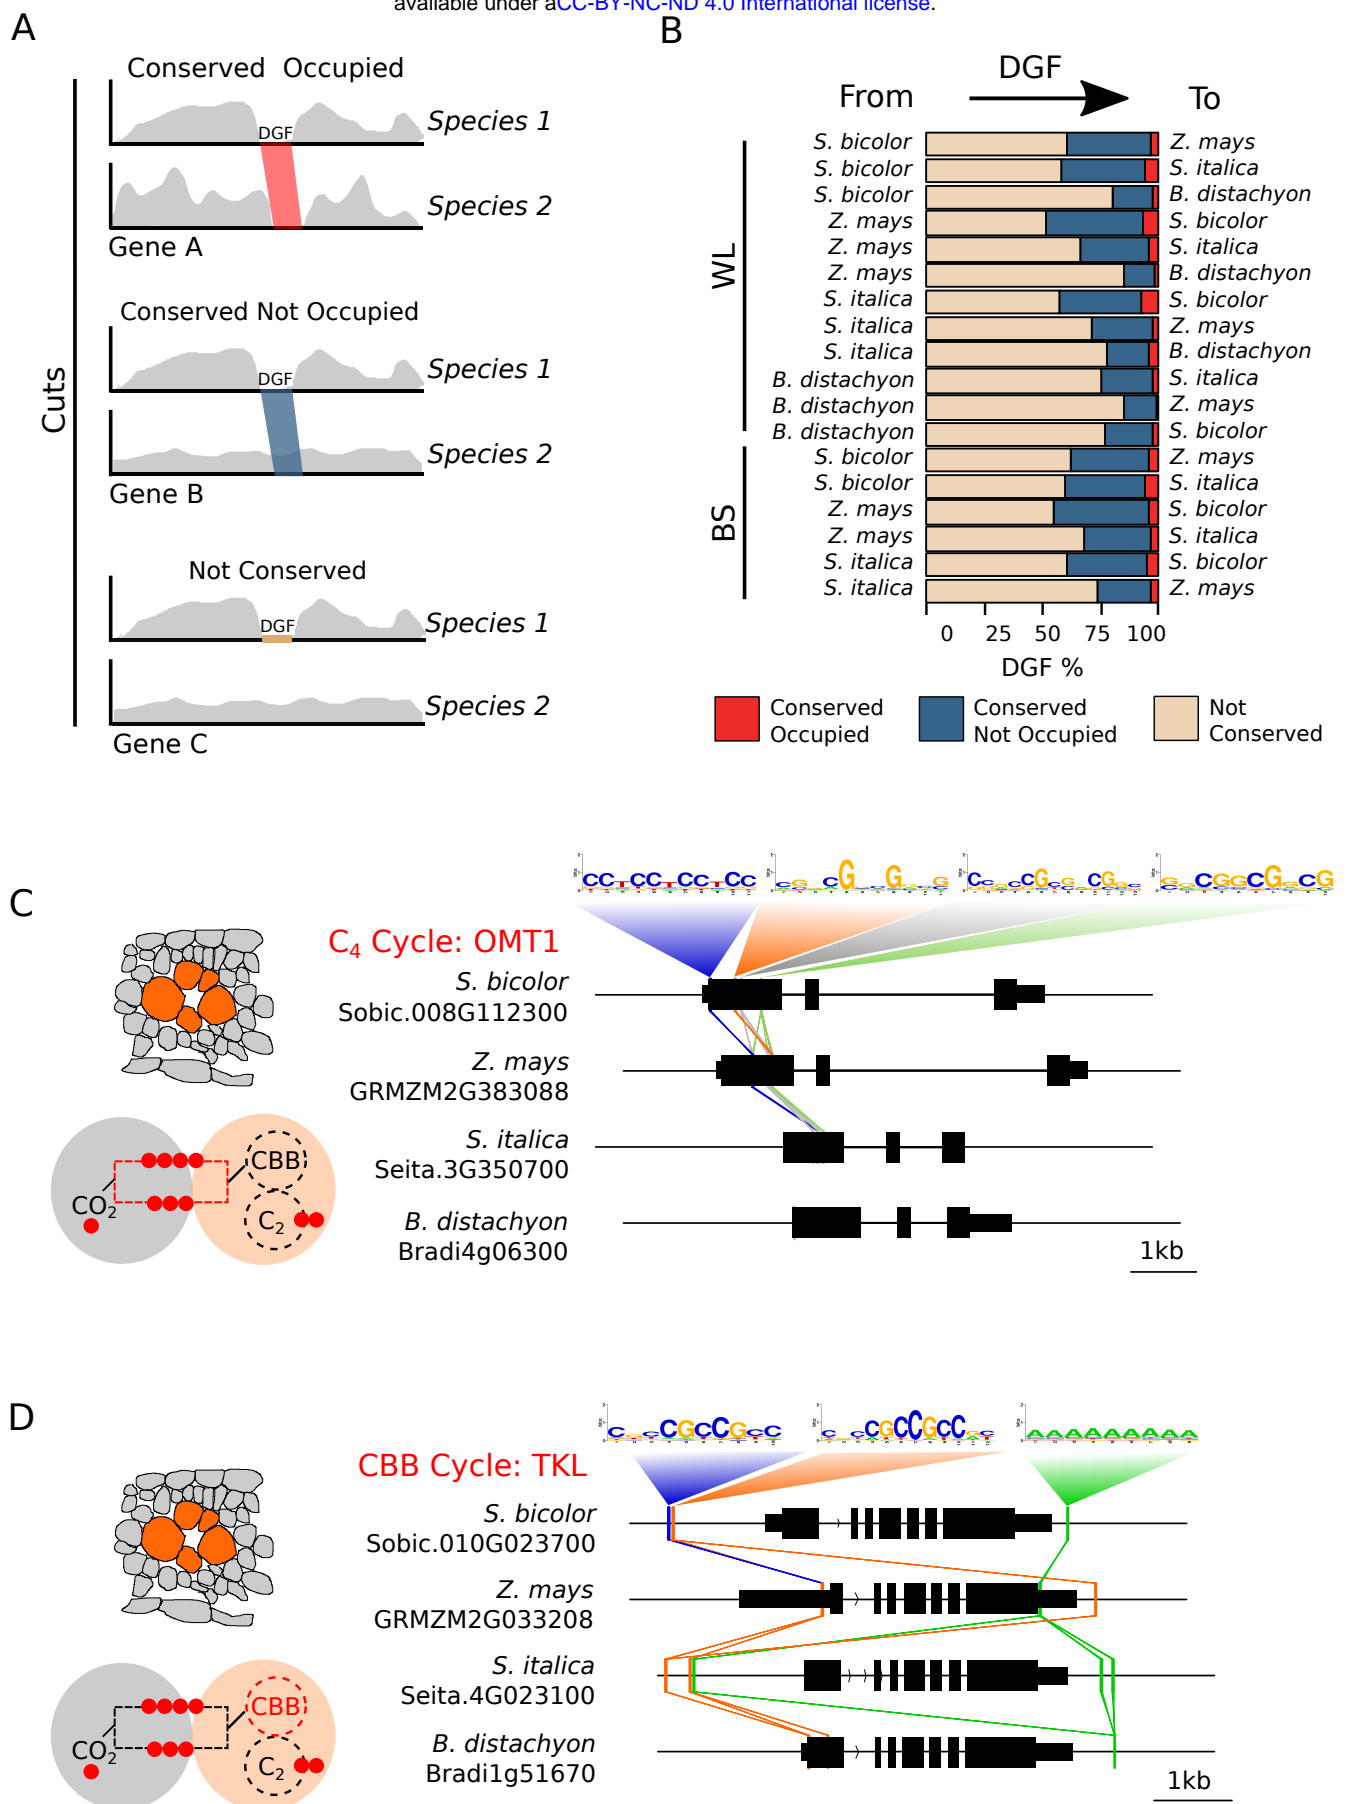 available under aCC-BY-NC-ND 4.0 International license.
A
Conserved Occupied
DGF
Species 1
Species 2
Gene A
Conserved Not Occupied
DGF
Species 1
Species 2
Gene B
Cuts
Not Conserved
DGF
Species 1
Species 2
Gene C
B
DGF
From To
WL
S. bicolor Z. mays
S. bicolor S. italica
S. bicolor B. distachyon
Z. mays S. bicolor
Z. mays S. italica
Z. mays B. distachyon
S. italica S. bicolor
S. italica Z. mays
S. italica B. distachyon
B. distachyon S. italica
B. distachyon Z. mays
B. distachyon S. bicolor
BS
S. bicolor Z. mays
S. bicolor S. italica
Z. mays S. bicolor
Z. mays S. italica
S. italica S. bicolor
S. italica Z. mays
0 25 50 75 100
DGF %
Conserved
Occupied
Conserved
Not Occupied
Not
Conserved
C
C4 Cycle: OMT1
S. bicolor
Sobic.008G112300
Z. mays
GRMZM2G383088
S. italica
Seita.3G350700
B. distachyon
Bradi4g06300
1kb
CO2
CBB
C2
D
CBB Cycle: TKL
AAAAAAAAA
S. bicolor
Sobic.010G023700
Z. mays
GRMZM2G033208
S. italica
Seita.4G023100
B. distachyon
Bradi1g51670
1kb
CO2
CBB
C2